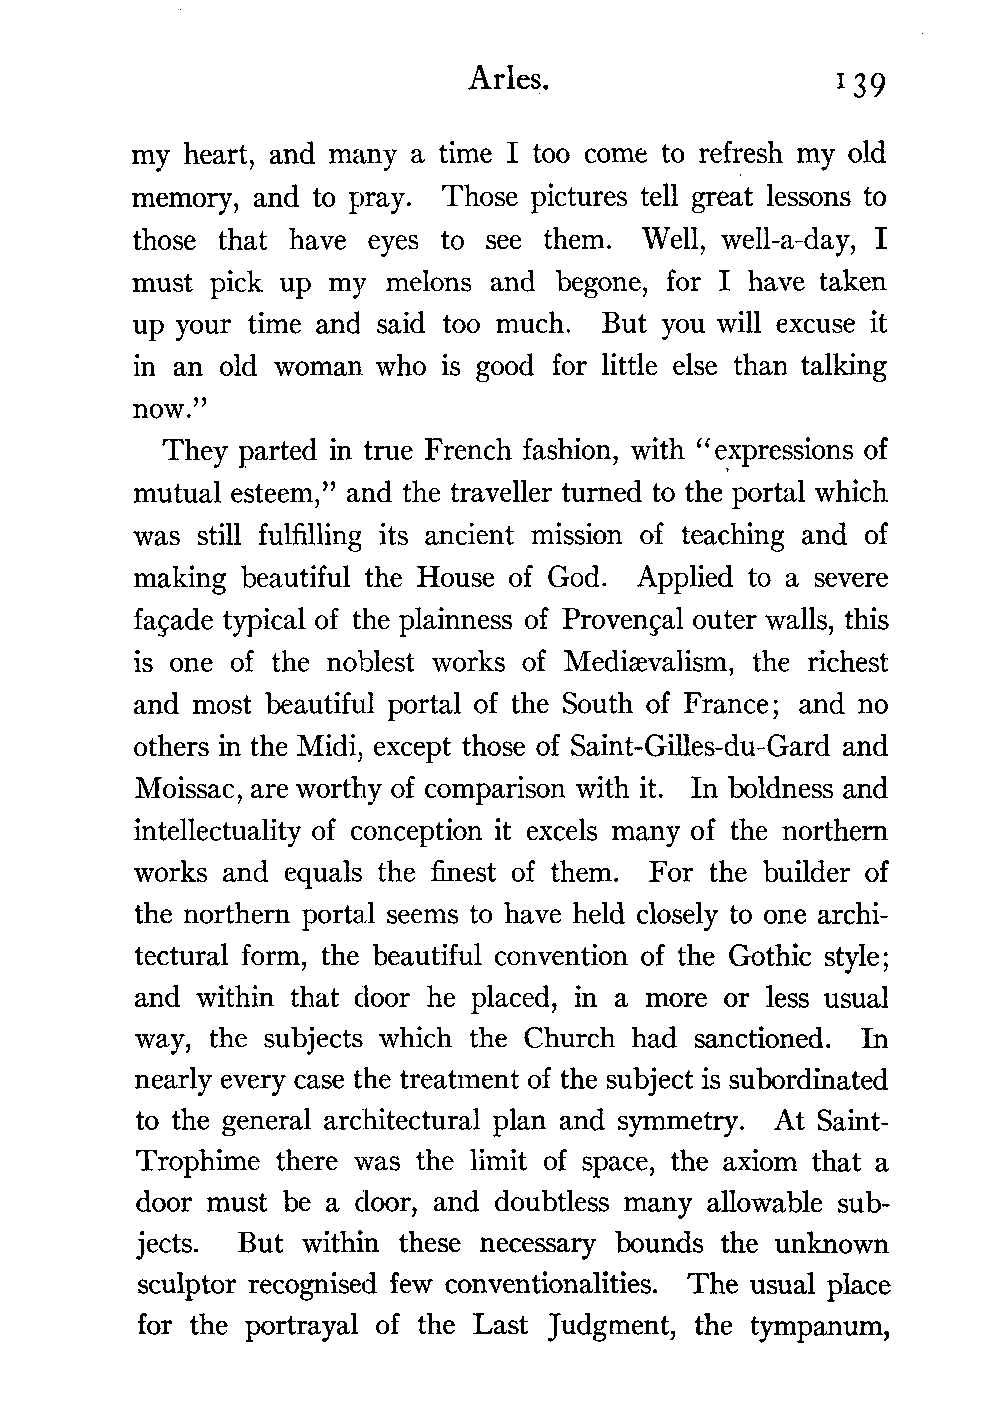 Arles. 139
my heart, and many a time I too come to refresh my old
memory, and to pray. Those pictures tell great lessons to
those that have eyes to see them. Well, well-a-day, I
must pick up my melons and begone, for I have taken
up your time and said too much. But you will excuse it
in an old woman who is good for little else than talking
now.”
They parted in true French fashion, with “expressions of
mutual esteem,” and the traveller turned to the portal which
was still fulfilling its ancient mission of teaching and of
making beautiful the House of God. Applied to a severe
façade typical of the plainness of Provençal outer walls, this
is one of the noblest works of Mediævalism, the richest
and most beautiful portal of the South of France; and no
others in the Midi, except those of Saint-Gilles-du-Gard and
Moissac, are worthy of comparison with it. In boldness and
intellectuality of conception it excels many of the northern
works and equals the finest of them. For the builder of
the northern portal seems to have held closely to one archi-
tectural form, the beautiful convention of the Gothic style;
and within that door he placed, in a more or less usual
way, the subjects which the Church had sanctioned. In
nearly every case the treatment of the subject is subordinated
to the general architectural plan and symmetry. At Saint-
Trophime there was the limit of space, the axiom that a
door must be a door, and doubtless many allowable sub-
jects. But within these necessary bounds the unknown
sculptor recognised few conventionalities. The usual place
for the portrayal of the Last Judgment, the tympanum,